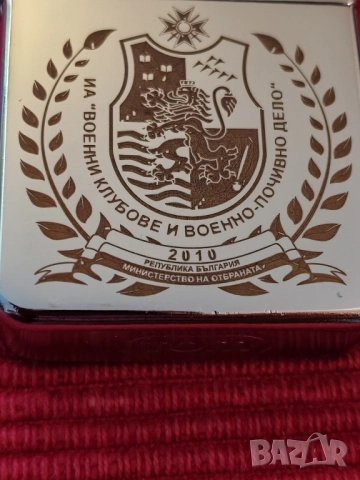 ИА "ВОЕННИ КЛУБОВЕ И ВОЕННО-ПОЧИВНО ДЕЛО"
2010
РЕПУБЛИКА БЪЛГАРИЯ
МИНИСТЕРСТВО НА ОТБРАНАТА
BAZAR